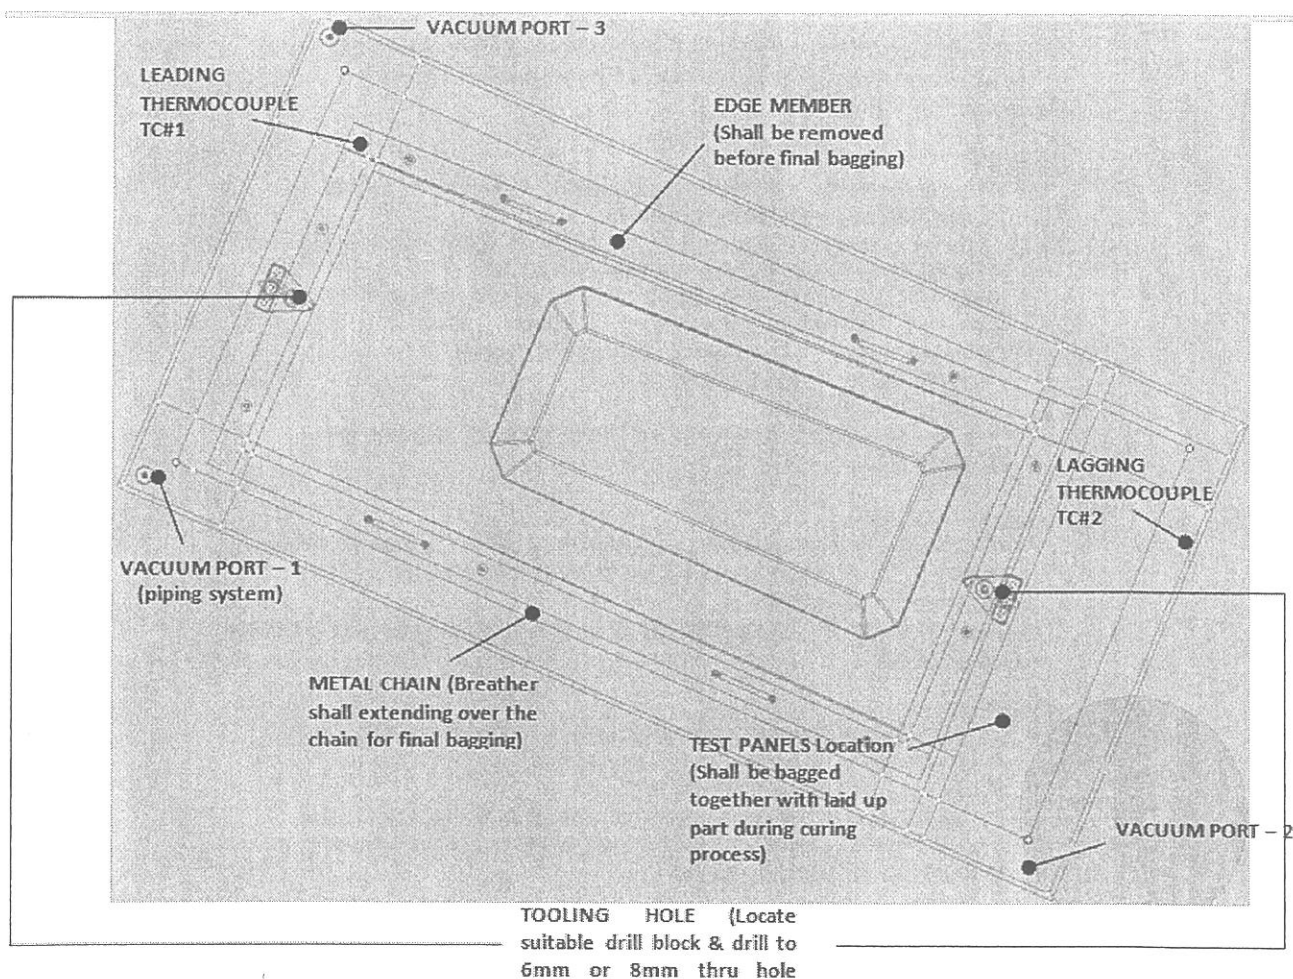 VACUUM PORT – 3
LEADING
THERMOCOUPLE
TC#1
EDGE MEMBER
(Shall be removed
before final bagging)
LAGGING
THERMOCOUPLE
TC#2
VACUUM PORT – 1
(piping system)
METAL CHAIN (Breather
shall extending over the
chain for final bagging)
TEST PANELS Location
(Shall be bagged
together with laid up
part during curing
process)
VACUUM PORT – 2
TOOLING HOLE (Locate
suitable drill block & drill to
6mm or 8mm thru hole